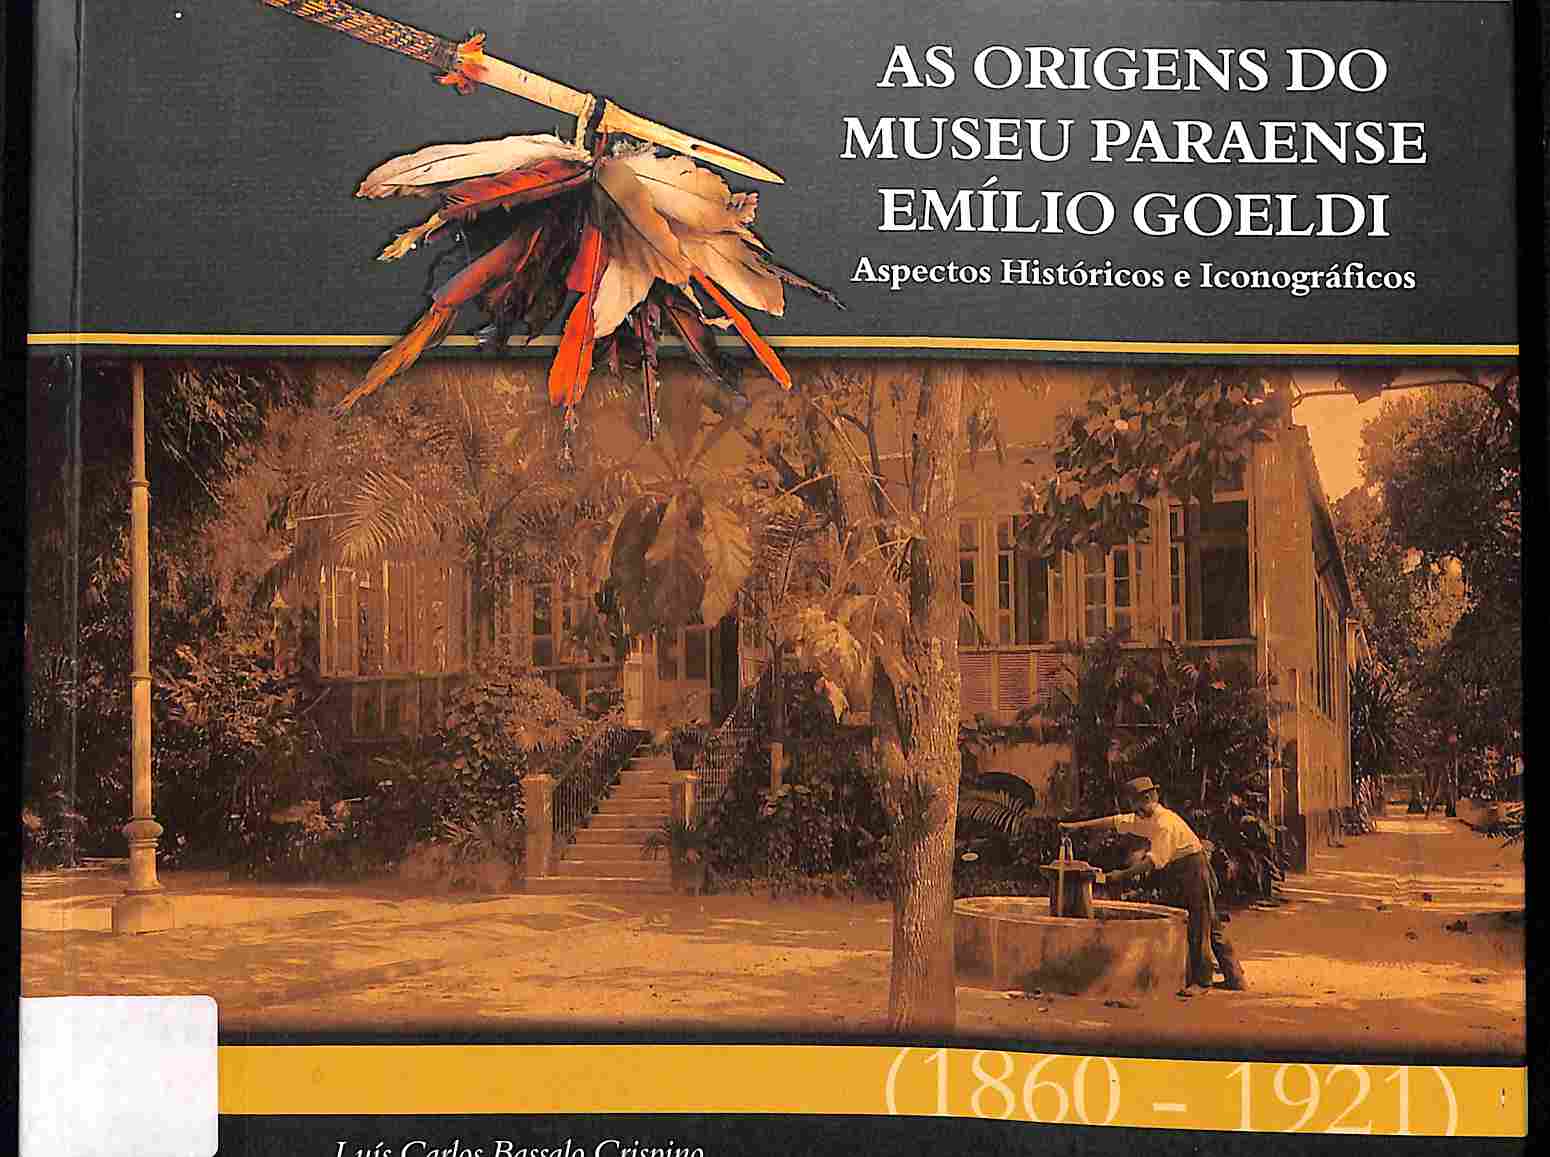 AS ORIGENS DO
MUSEU PARAENSE
EMÍLIO GOELDI
Aspectos Históricos e Iconográficos
(1860 - 1921)
Luís Carlos Bassalo Crispino